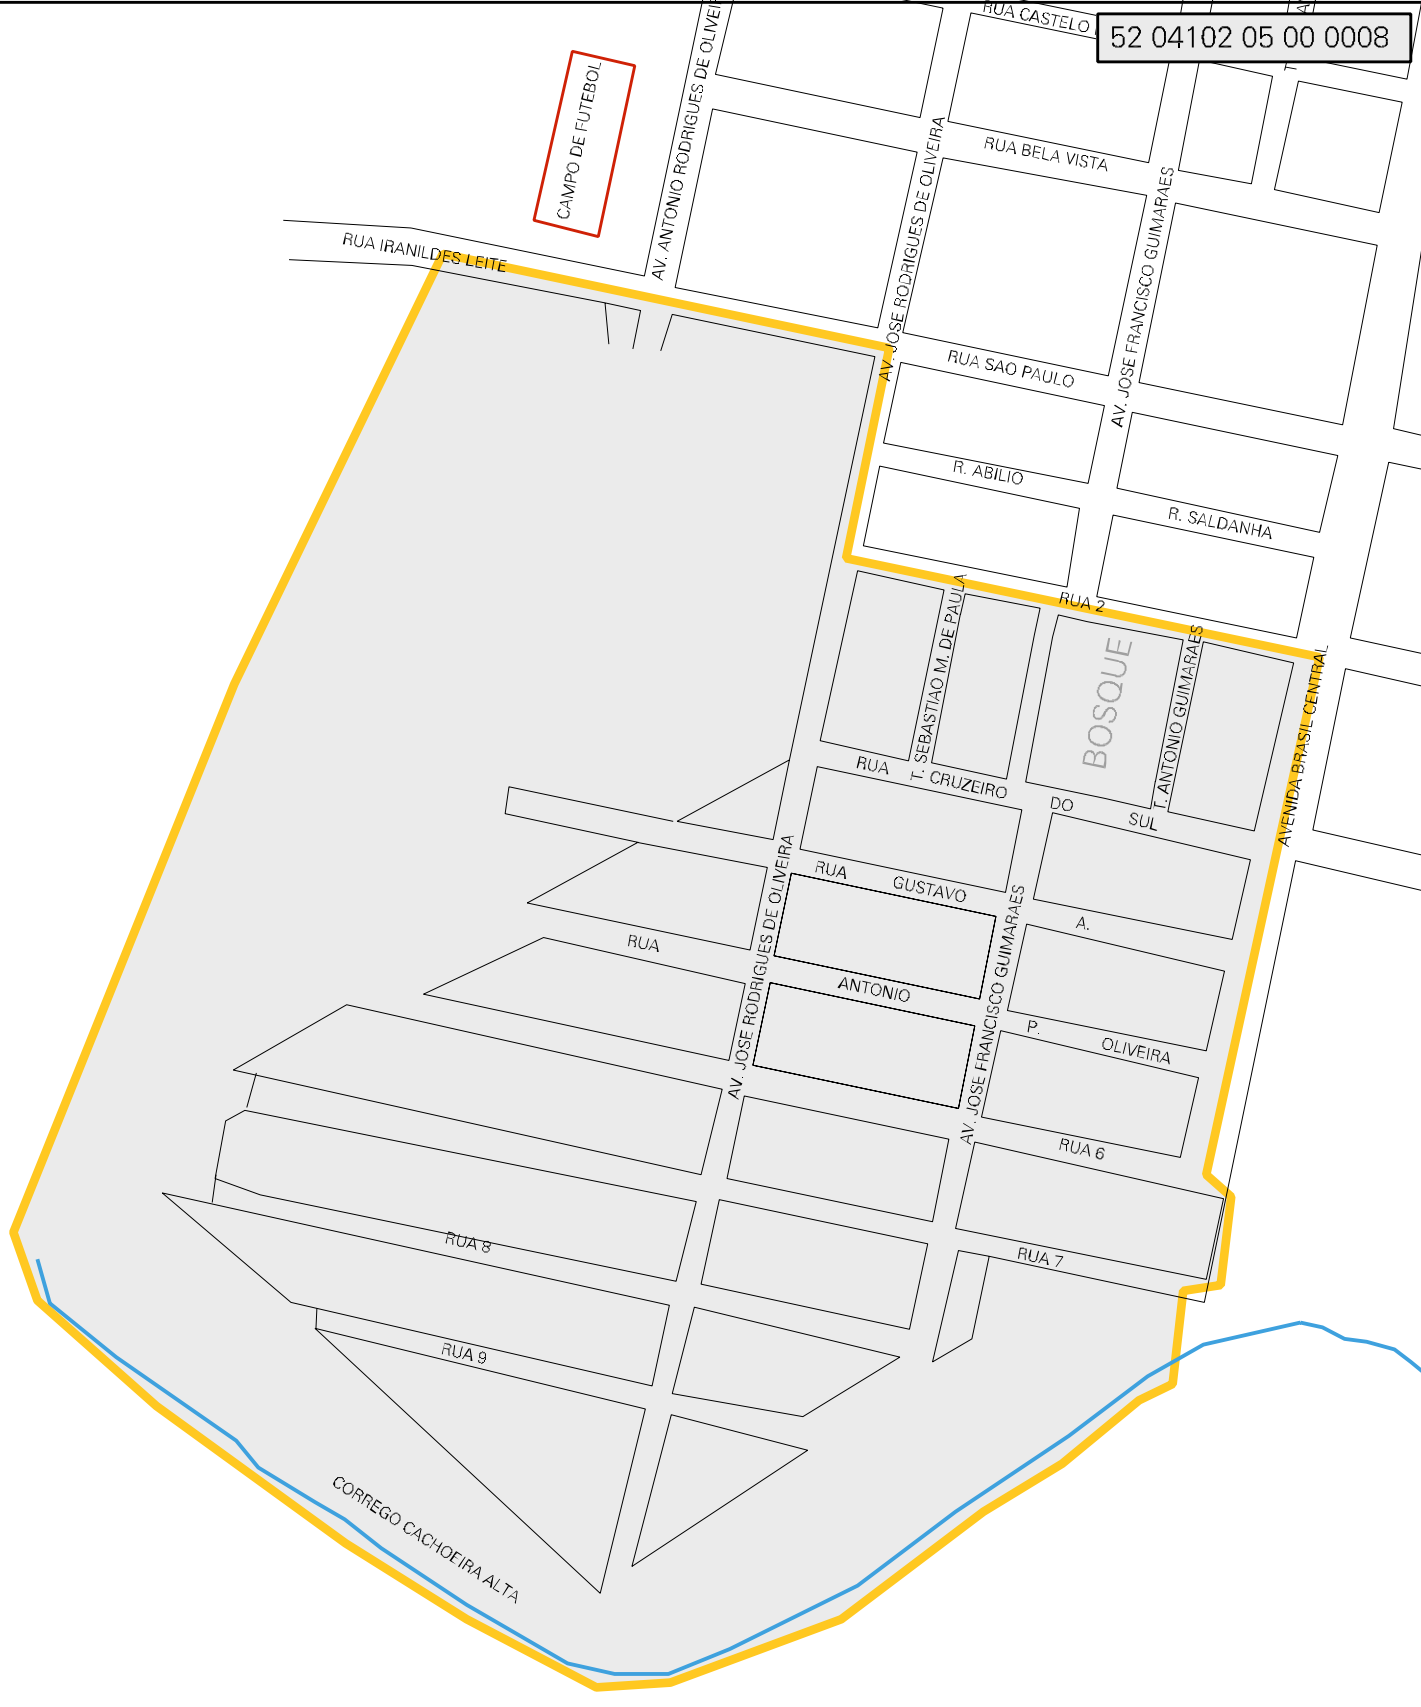 RUA CASTELO
52 04102 05 00 0008
CAMPO DE FUTEBOL
AV. ANTONIO RODRIGUES DE OLIVEI
AV. JOSE RODRIGUES DE OLIVEIRA
RUA BELA VISTA
AV. JOSE FRANCISCO GUIMARAES
RUA IRANILDES LEITE
RUA SAO PAULO
R. ABILIO
R. SALDANHA
RUA 2
T. SEBASTIAO M. DE PAULA
BOSQUE
T. ANTONIO GUIMARAES
AVENIDA BRASIL CENTRAL
RUA CRUZEIRO DO SUL
RUA GUSTAVO A.
AV. JOSE RODRIGUES DE OLIVEIRA
AV. JOSE FRANCISCO GUIMARAES
RUA ANTONIO P. OLIVEIRA
RUA 6
RUA 8
RUA 7
RUA 9
CORREGO CACHOEIRA ALTA